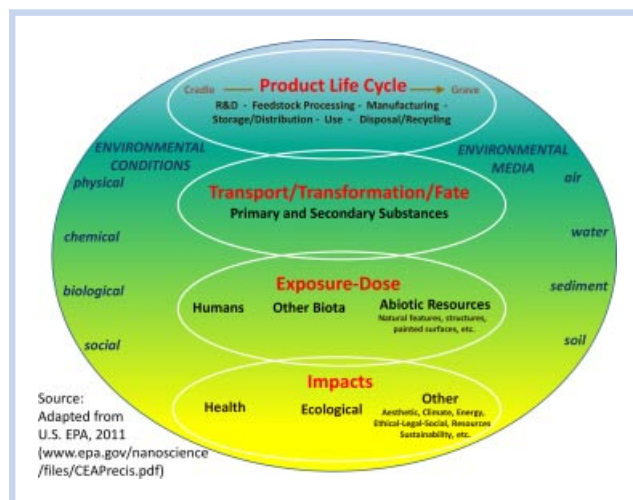 Product Life Cycle
Cradle
Grave
R&D - Feedstock Processing - Manufacturing -
Storage/Distribution - Use - Disposal/Recycling
ENVIRONMENTAL
CONDITIONS
physical
chemical
biological
social
ENVIRONMENTAL
MEDIA
air
water
sediment
soil
Transport/Transformation/Fate
Primary and Secondary Substances
Exposure-Dose
Humans
Other Biota
Abiotic Resources
Natural features, structures,
painted surfaces, etc.
Impacts
Health
Ecological
Other
Aesthetic, Climate, Energy,
Ethical-Legal-Social, Resources
Sustainability, etc.
Source:
Adapted from
U.S. EPA, 2011
(www.epa.gov/nanoscience
/files/CEAPrecis.pdf)